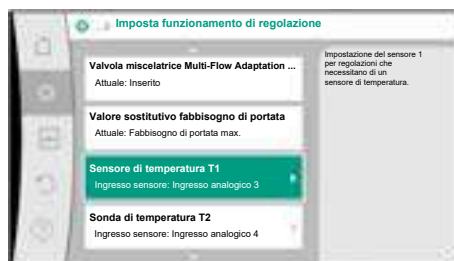 Imposta funzionamento di regolazione
Valvola miscelatrice Multi-Flow Adaptation ...
Attuale: Inserito
Valore sostitutivo fabbisogno di portata
Attuale: Fabbisogno di portata max.
Sensore di temperatura T1
Ingresso sensore: Ingresso analogico 3
Sonda di temperatura T2
Ingresso sensore: Ingresso analogico 4
Impostazione del sensore 1
per regolazioni che
necessitano di un
sensore di temperatura.